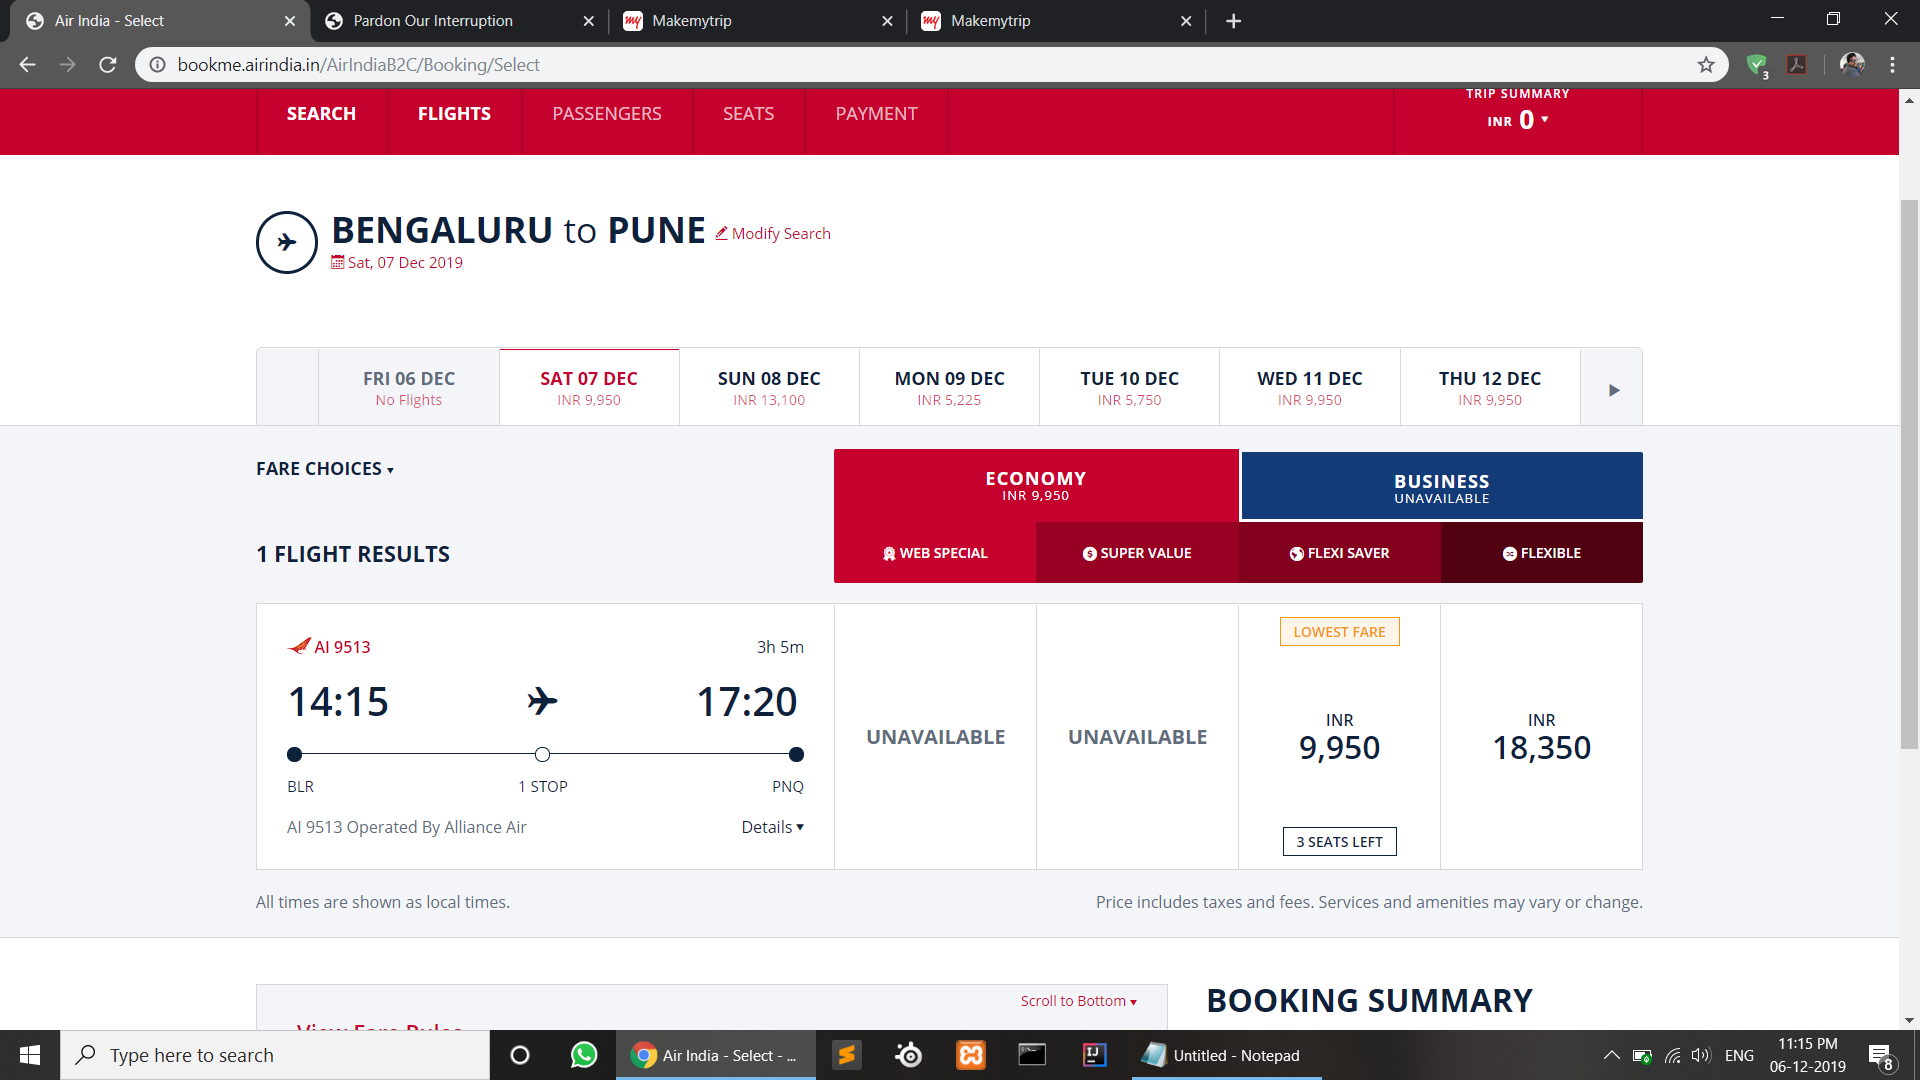 Air India - Select
Pardon Our Interruption
Makemytrip
Makemytrip
bookme.airindia.in/AirIndiaB2C/Booking/Select
3
SEARCH
FLIGHTS
PASSENGERS
SEATS
PAYMENT
TRIP SUMMARY
INR 0
BENGALURU to PUNE
Modify Search
Sat, 07 Dec 2019
FRI 06 DEC
No Flights
SAT 07 DEC
INR 9,950
SUN 08 DEC
INR 13,100
MON 09 DEC
INR 5,225
TUE 10 DEC
INR 5,750
WED 11 DEC
INR 9,950
THU 12 DEC
INR 9,950
FARE CHOICES
ECONOMY
INR 9,950
BUSINESS
UNAVAILABLE
1 FLIGHT RESULTS
WEB SPECIAL
SUPER VALUE
FLEXI SAVER
FLEXIBLE
AI 9513
3h 5m
14:15
17:20
BLR
1 STOP
PNQ
AI 9513 Operated By Alliance Air
Details
UNAVAILABLE
UNAVAILABLE
LOWEST FARE
INR
9,950
3 SEATS LEFT
INR
18,350
All times are shown as local times.
Price includes taxes and fees. Services and amenities may vary or change.
Scroll to Bottom
View Fare Rules
BOOKING SUMMARY
Type here to search
Air India - Select - ...
Untitled - Notepad
ENG
11:15 PM
06-12-2019
8